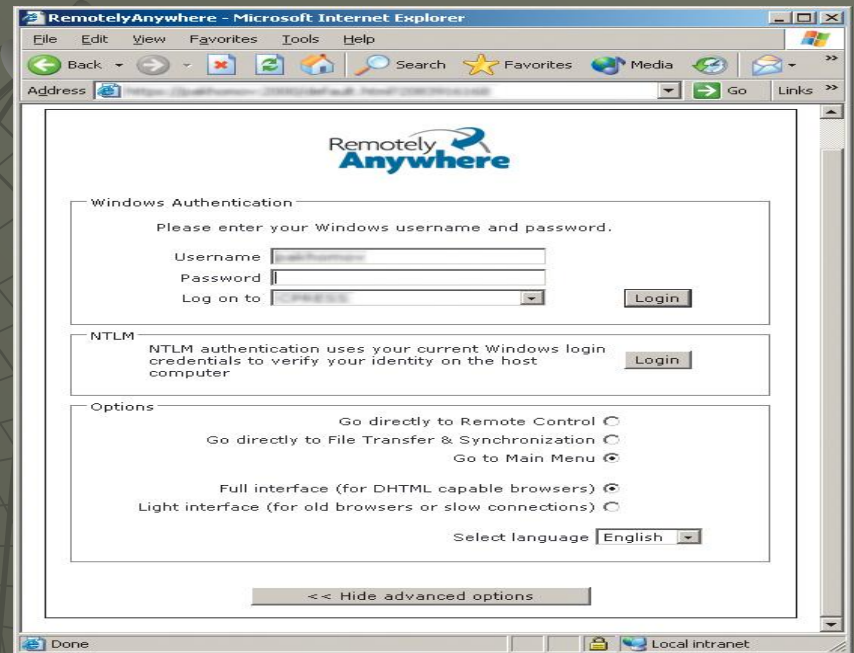 RemotelyAnywhere - Microsoft Internet Explorer
File Edit View Favorites Tools Help
Back Search Favorites Media »
Address Go Links »
Remotely
Anywhere
Windows Authentication
Please enter your Windows username and password.
Username
Password
Log on to Login
NTLM
NTLM authentication uses your current Windows login
credentials to verify your identity on the host
computer
Login
Options
Go directly to Remote Control
Go directly to File Transfer & Synchronization
Go to Main Menu
Full interface (for DHTML capable browsers)
Light interface (for old browsers or slow connections)
Select language English
<< Hide advanced options
Done Local intranet